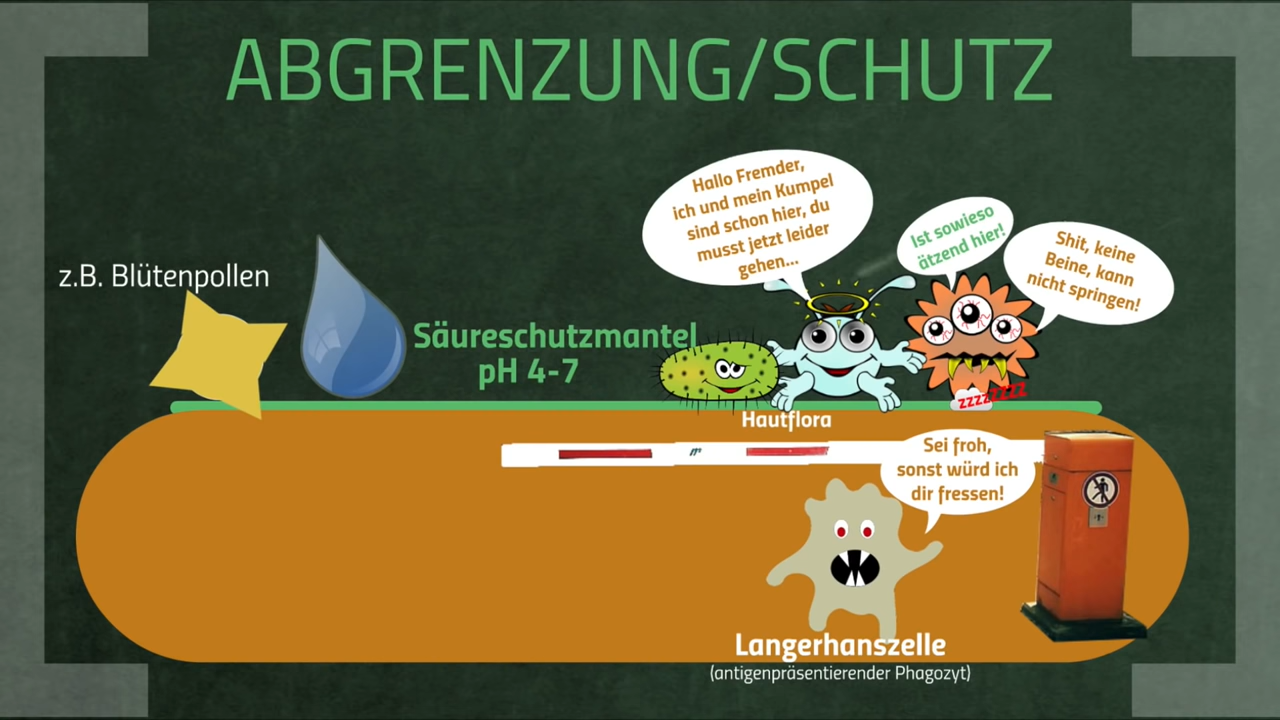 ABGRENZUNG/SCHUTZ
Hallo Fremder,
ich und mein Kumpel
sind schon hier, du
musst jetzt leider
gehen...
Ist sowieso
ätzend hier!
Shit, keine
Beine, kann
nicht springen!
z.B. Blütenpollen
Säureschutzmantel
pH 4-7
zzzzzzzz
Hautflora
Sei froh,
sonst würd ich
dir fressen!
Langerhanszelle
(antigenpräsentierender Phagozyt)